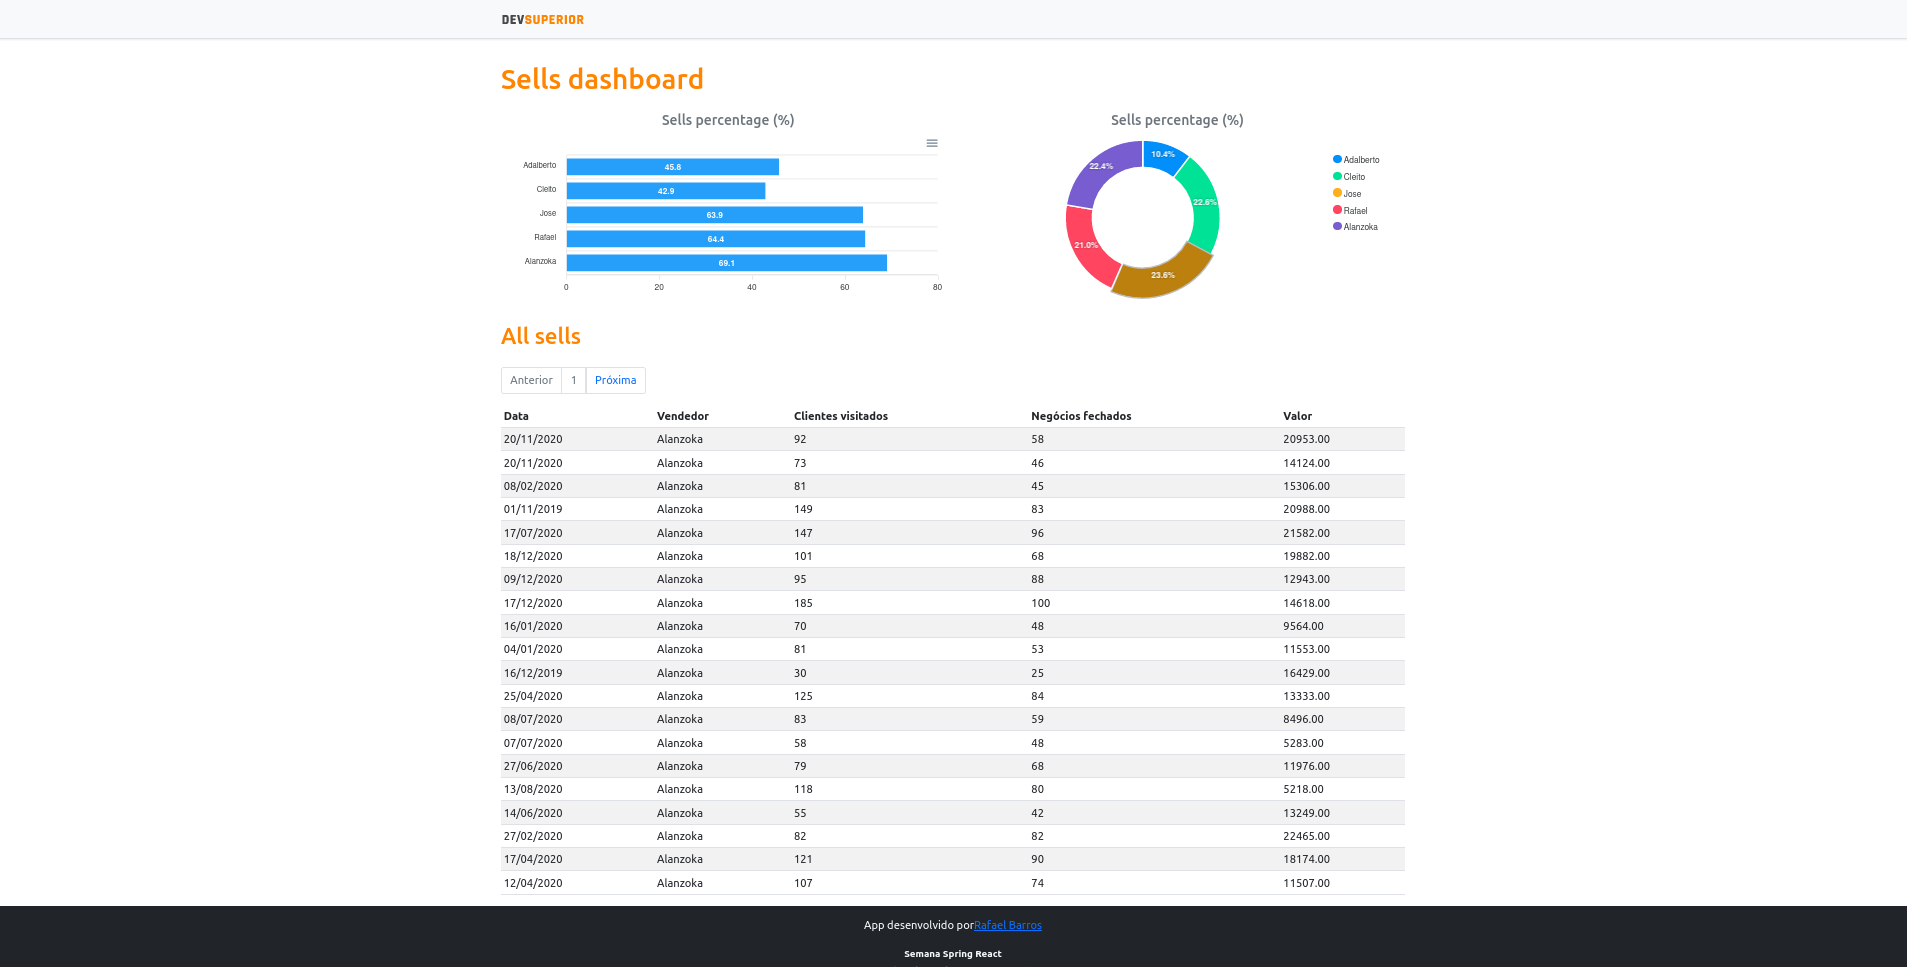 DEVSUPERIOR
Sells dashboard
Sells percentage (%)
Adalberto 45.8
Cleito 42.9
Jose 63.9
Rafael 64.4
Alanzoka 69.1
0 20 40 60 80
Sells percentage (%)
10.4%
22.6%
23.6%
21.0%
22.4%
Adalberto
Cleito
Jose
Rafael
Alanzoka
All sells
Anterior 1 Próxima
Data Vendedor Clientes visitados Negócios fechados Valor
20/11/2020 Alanzoka 92 58 20953.00
20/11/2020 Alanzoka 73 46 14124.00
08/02/2020 Alanzoka 81 45 15306.00
01/11/2019 Alanzoka 149 83 20988.00
17/07/2020 Alanzoka 147 96 21582.00
18/12/2020 Alanzoka 101 68 19882.00
09/12/2020 Alanzoka 95 88 12943.00
17/12/2020 Alanzoka 185 100 14618.00
16/01/2020 Alanzoka 70 48 9564.00
04/01/2020 Alanzoka 81 53 11553.00
16/12/2019 Alanzoka 30 25 16429.00
25/04/2020 Alanzoka 125 84 13333.00
08/07/2020 Alanzoka 83 59 8496.00
07/07/2020 Alanzoka 58 48 5283.00
27/06/2020 Alanzoka 79 68 11976.00
13/08/2020 Alanzoka 118 80 5218.00
14/06/2020 Alanzoka 55 42 13249.00
27/02/2020 Alanzoka 82 82 22465.00
17/04/2020 Alanzoka 121 90 18174.00
12/04/2020 Alanzoka 107 74 11507.00
App desenvolvido porRafael Barros
Semana Spring React